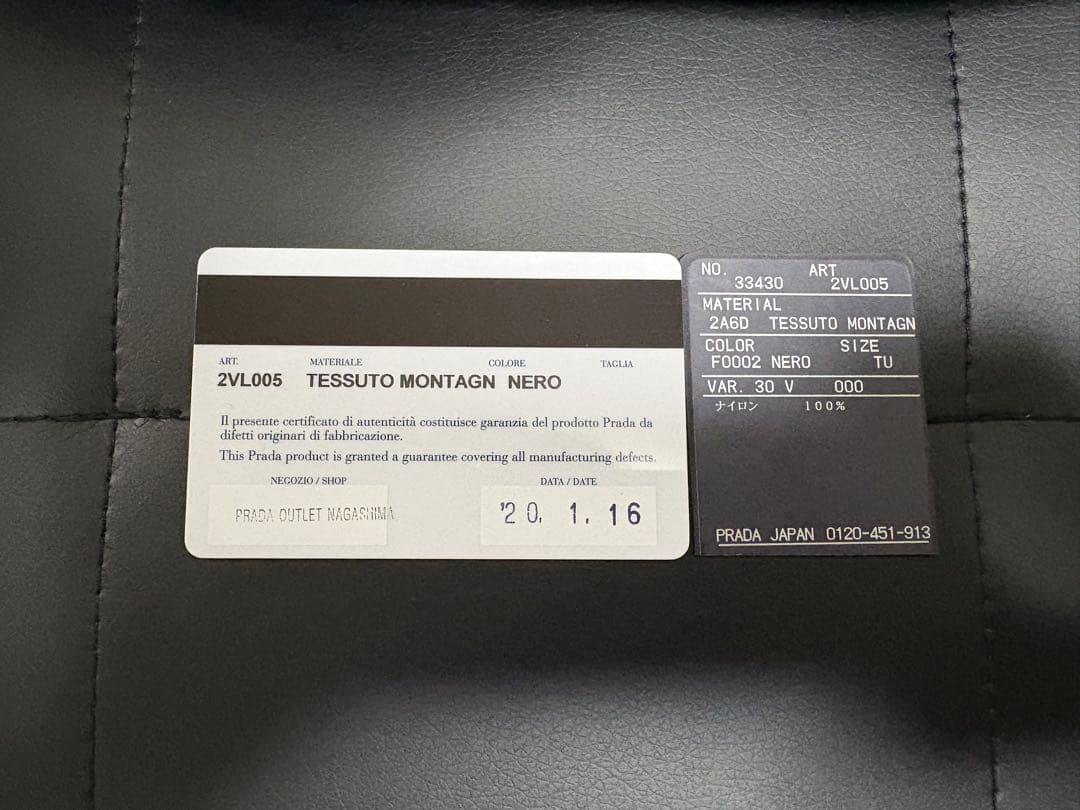 ART. MATERIALE COLORE TAGLIA
2VL005 TESSUTO MONTAGN NERO
Il presente certificato di autenticità costituisce garanzia del prodotto Prada da
difetti originari di fabbricazione.
This Prada product is granted a guarantee covering all manufacturing defects.
NEGOZIO / SHOP DATA / DATE
PRADA OUTLET NAGASHIMA '20. 1. 16
NO. ART
33430 2VL005
MATERIAL
2A6D TESSUTO MONTAGN
COLOR SIZE
F0002 NERO TU
VAR. 30 V 000
ナイロン 100%
PRADA JAPAN 0120-451-913